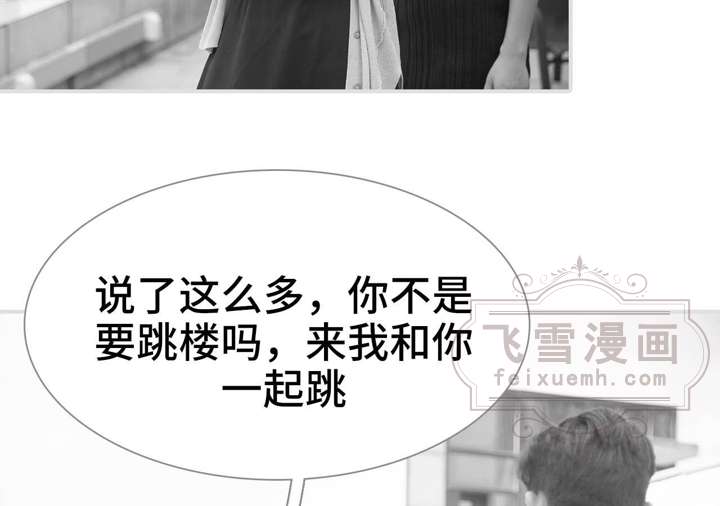 说了这么多，你不是
要跳楼吗，来我和你
一起跳
飞雪漫画
feixuemh.com